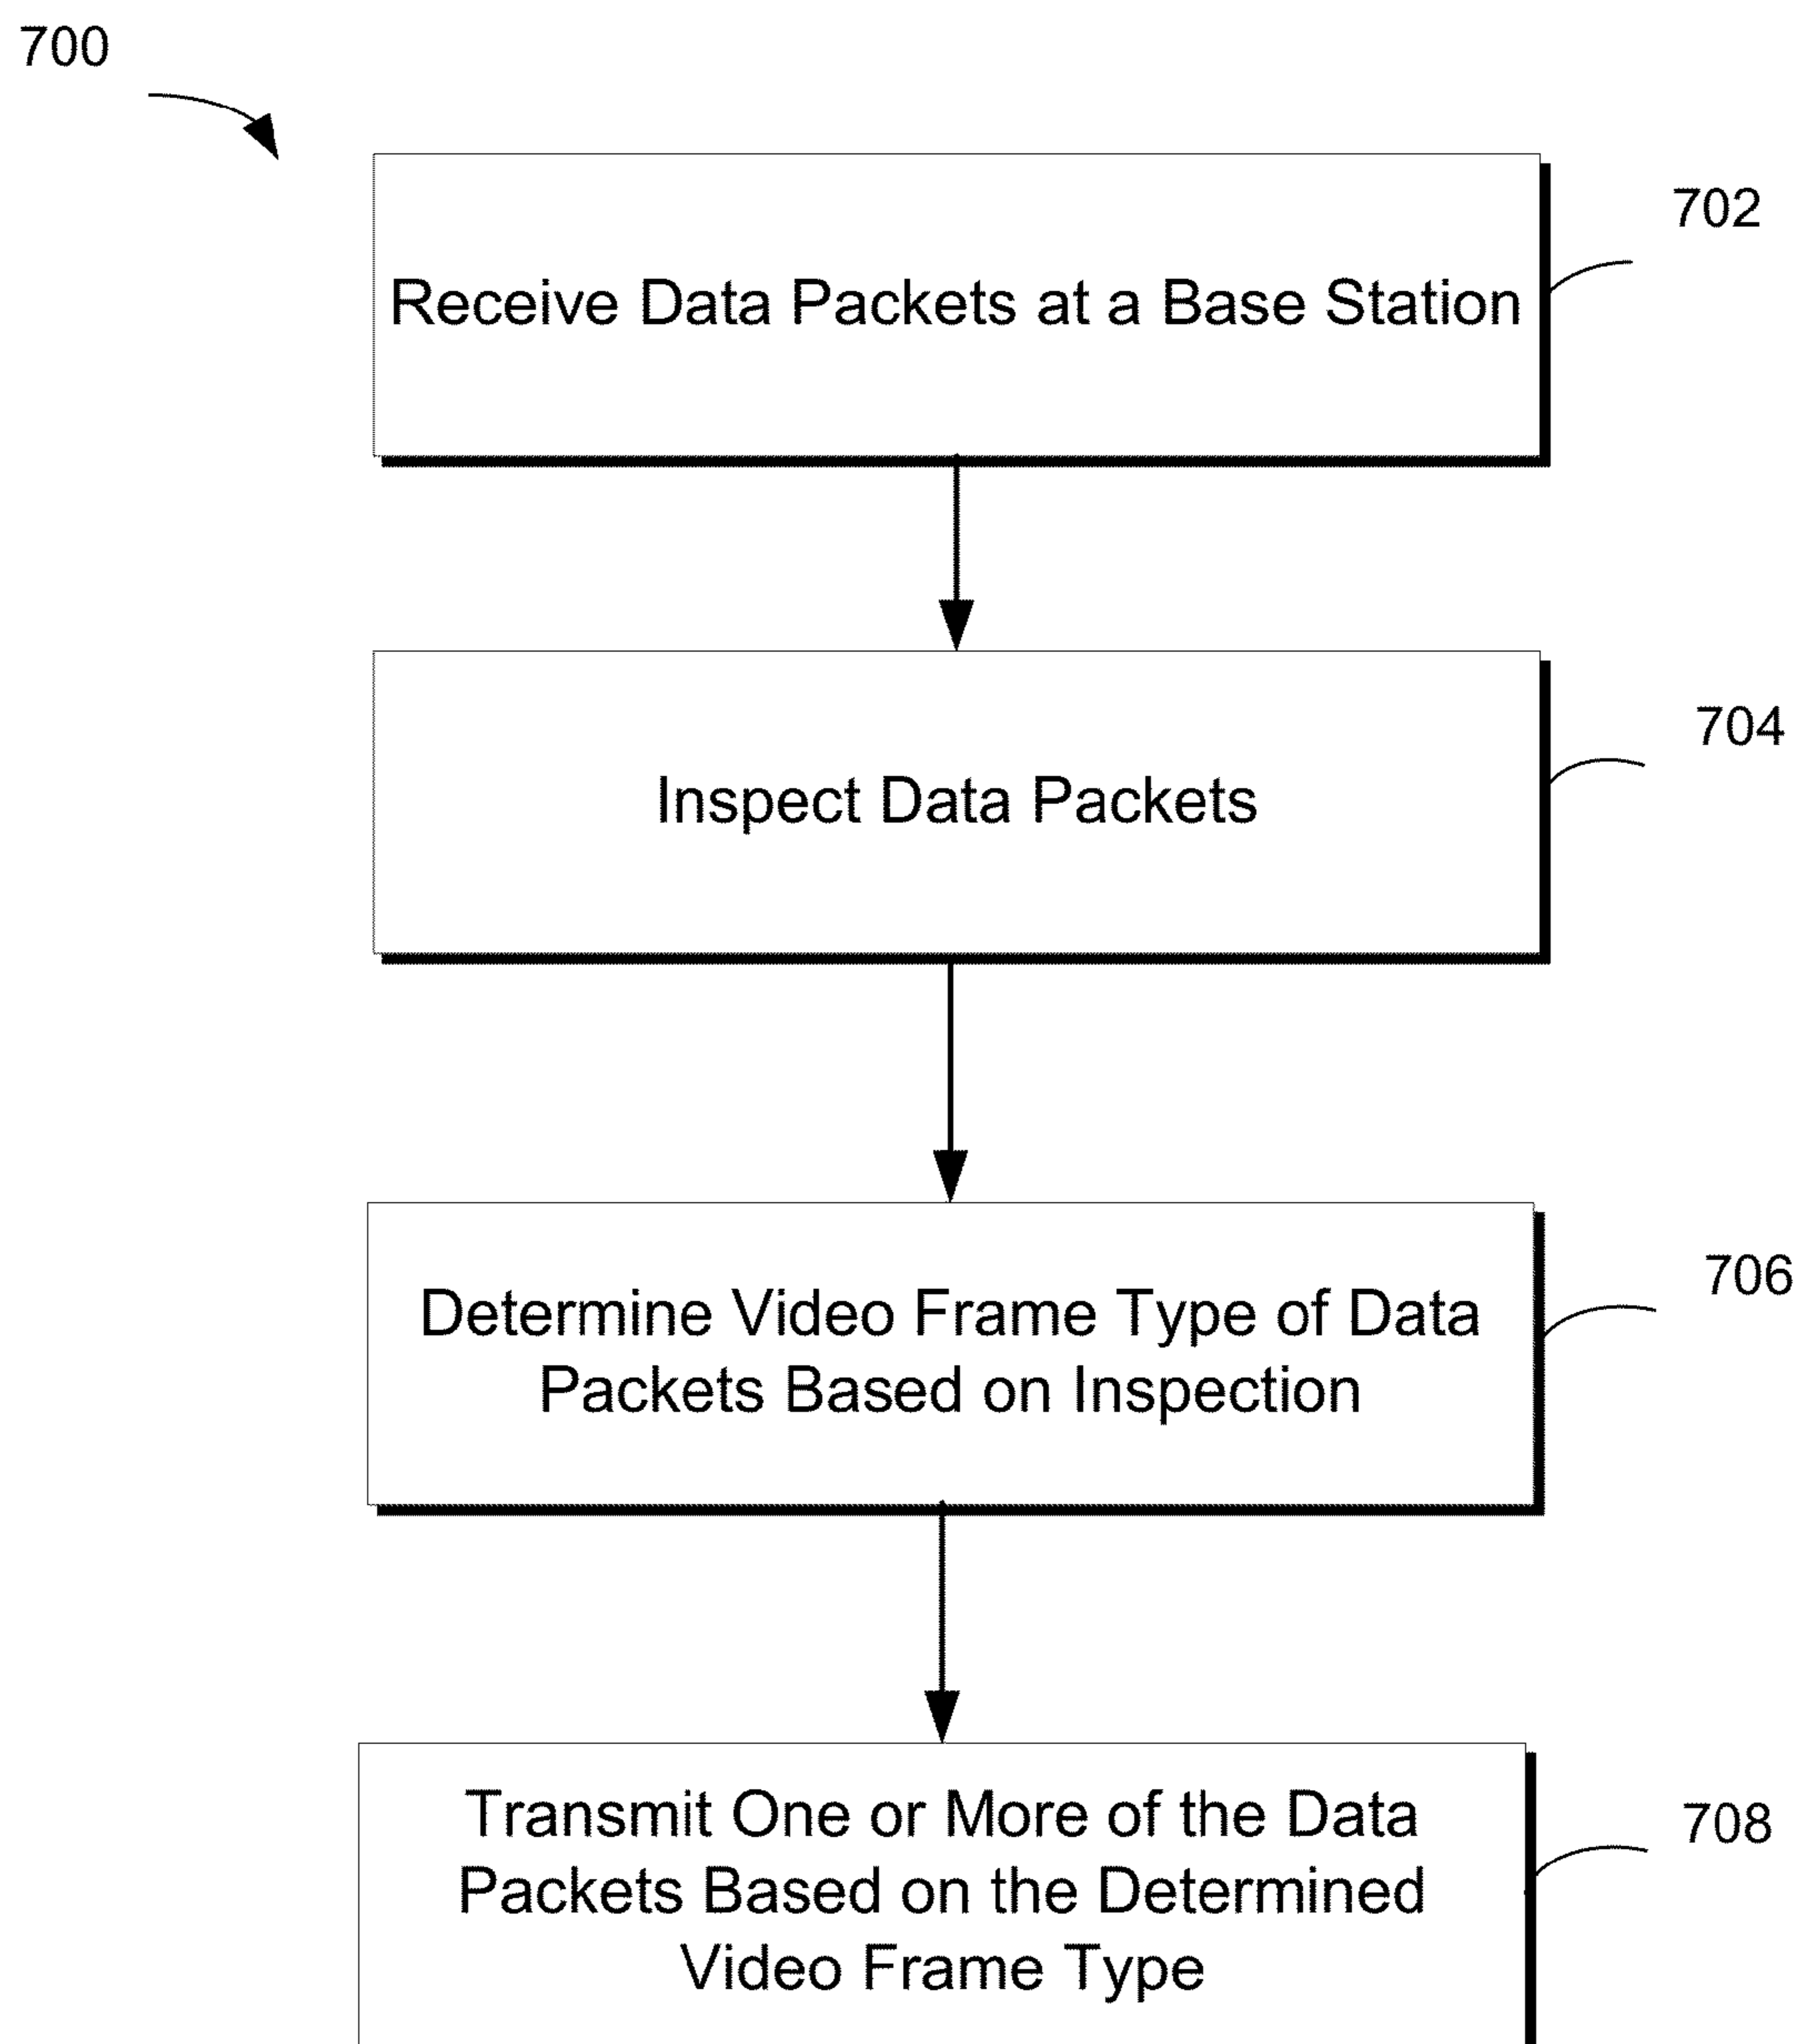 700
702
Receive Data Packets at a Base Station
704
Inspect Data Packets
706
Determine Video Frame Type of Data
Packets Based on Inspection
708
Transmit One or More of the Data
Packets Based on the Determined
Video Frame Type